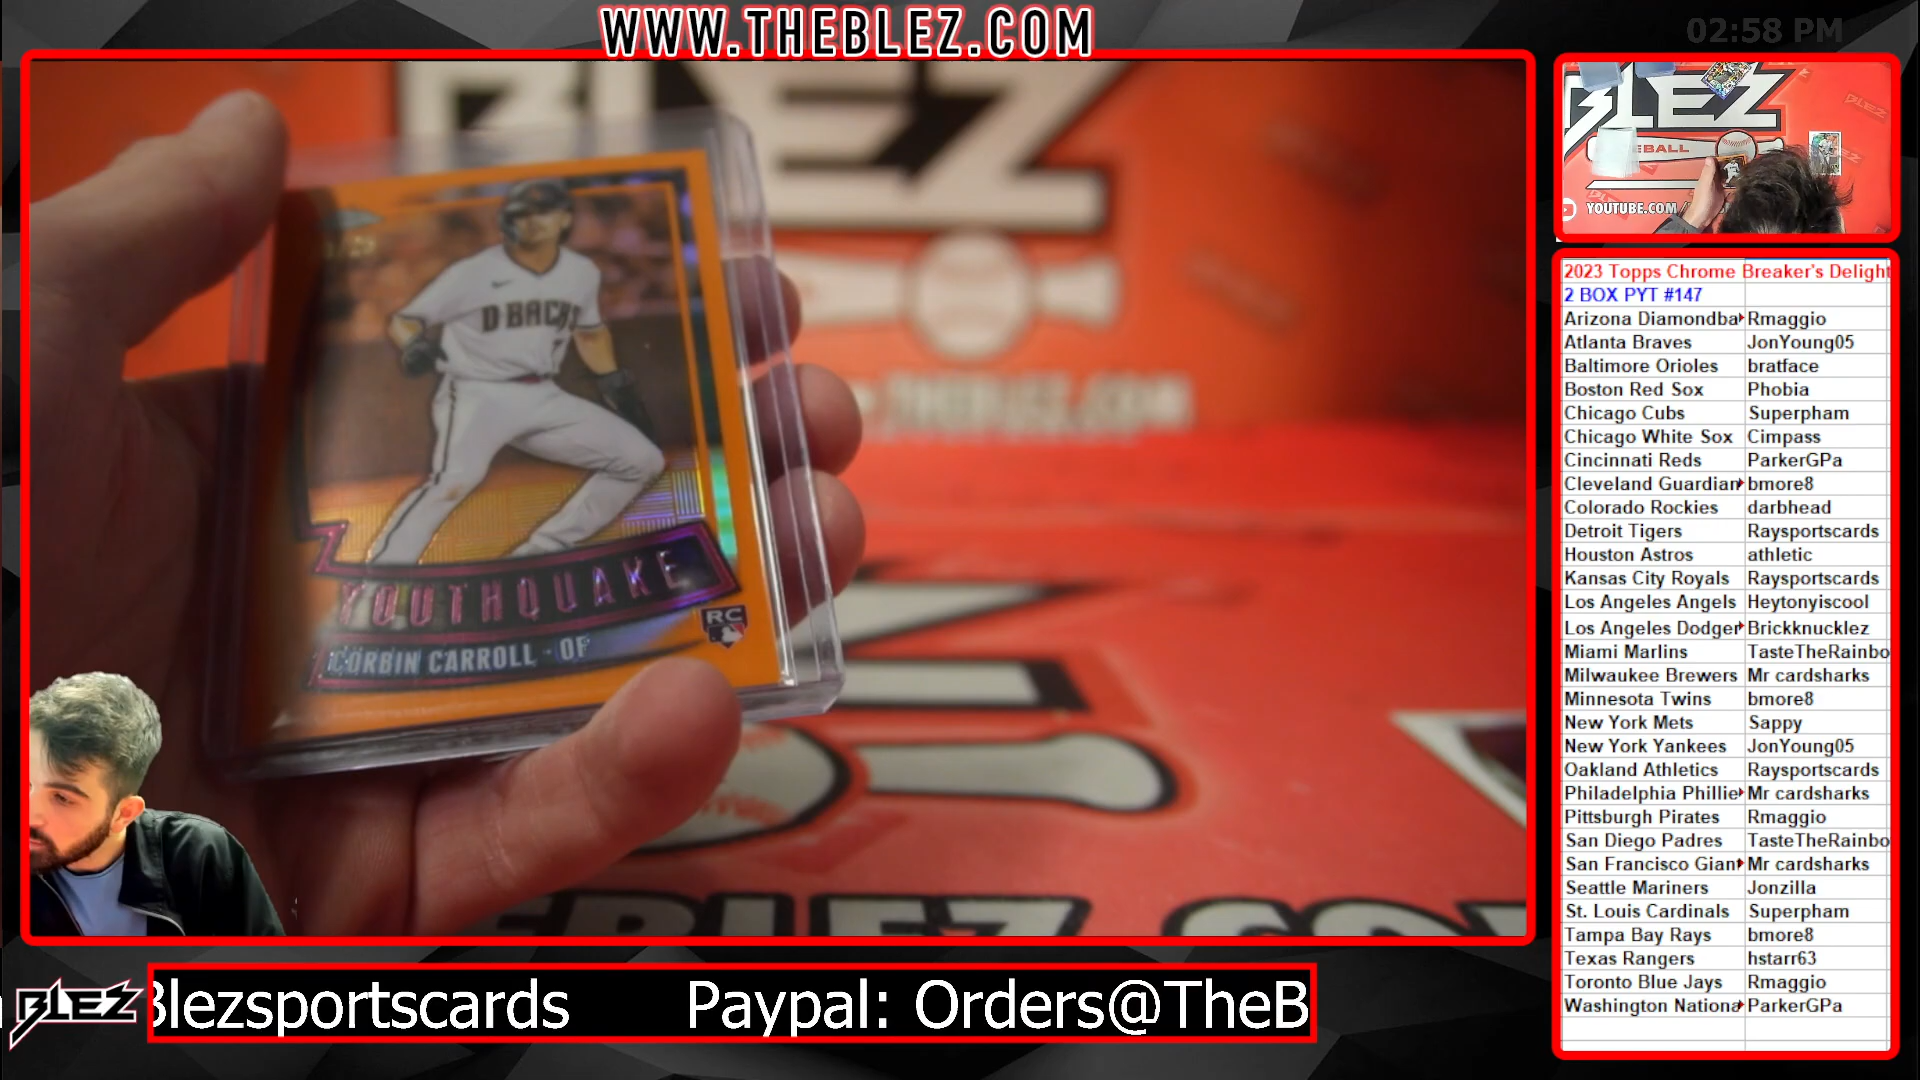 WWW.THEBLEZ.COM
02:58 PM
BLEZ
D-BACKS
YOUTHQUAKE
CORBIN CARROLL - OF
RC
BLEZ
BLEZ
YOUTUBE.COM
2023 Topps Chrome Breaker's Delight
2 BOX PYT #147
Arizona Diamondba Rmaggio
Atlanta Braves JonYoung05
Baltimore Orioles bratface
Boston Red Sox Phobia
Chicago Cubs Superpham
Chicago White Sox Cimpass
Cincinnati Reds ParkerGPa
Cleveland Guardian bmore8
Colorado Rockies darbhead
Detroit Tigers Raysportscards
Houston Astros athletic
Kansas City Royals Raysportscards
Los Angeles Angels Heytonyiscool
Los Angeles Dodger Brickknucklez
Miami Marlins TasteTheRainbo
Milwaukee Brewers Mr cardsharks
Minnesota Twins bmore8
New York Mets Sappy
New York Yankees JonYoung05
Oakland Athletics Raysportscards
Philadelphia Phillie Mr cardsharks
Pittsburgh Pirates Rmaggio
San Diego Padres TasteTheRainbo
San Francisco Giant Mr cardsharks
Seattle Mariners Jonzilla
St. Louis Cardinals Superpham
Tampa Bay Rays bmore8
Texas Rangers hstarr63
Toronto Blue Jays Rmaggio
Washington Nationa ParkerGPa
BLEZ
Blezsportscards Paypal: Orders@TheB